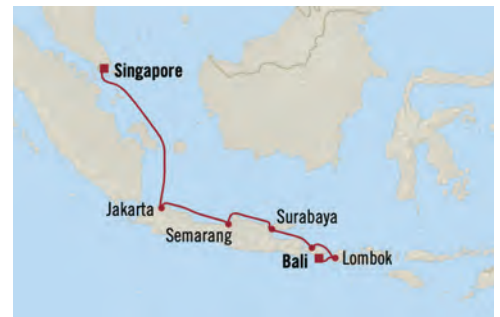 Singapore
Jakarta
Semarang
Surabaya
Bali
Lombok